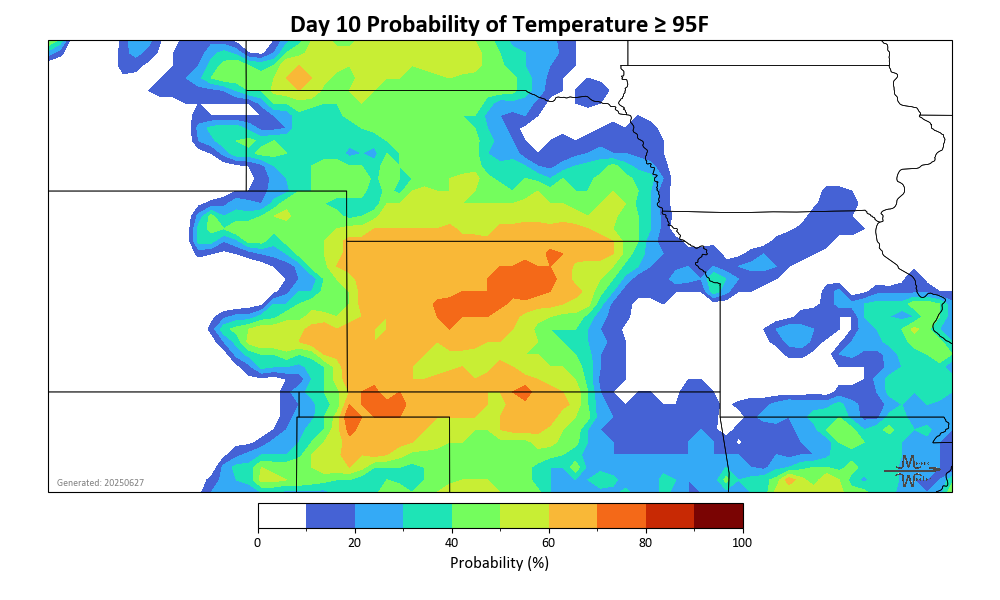 Day 10 Probability of Temperature ≥ 95F
Generated: 20250627
0 20 40 60 80 100
Probability (%)